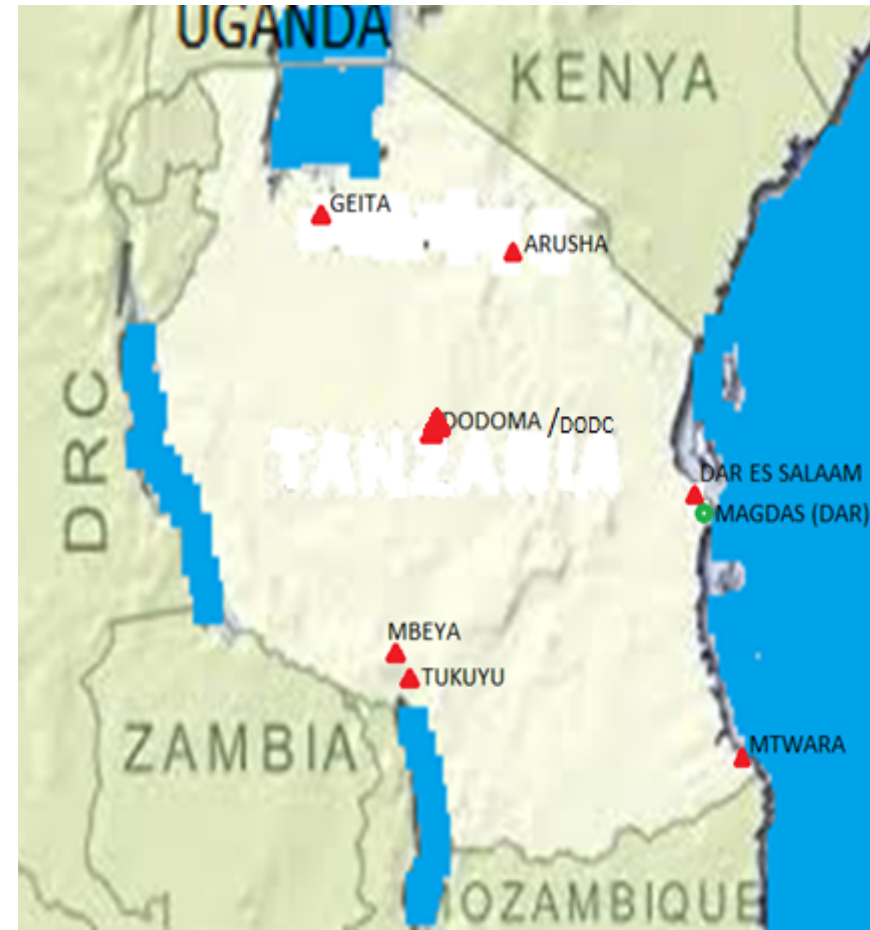 UGANDA
KENYA
GEITA
ARUSHA
DRC
DODOMA /DODC
TANZANIA
DAR ES SALAAM
MAGDAS (DAR)
MBEYA
TUKUYU
ZAMBIA
MTWARA
MOZAMBIQUE